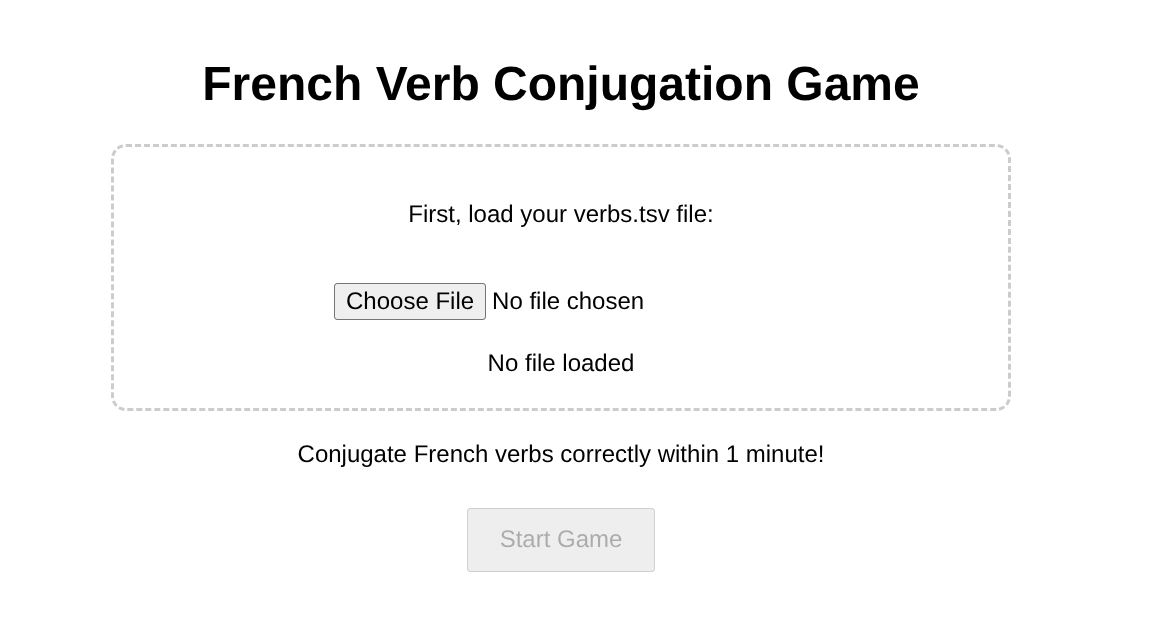 French Verb Conjugation Game
First, load your verbs.tsv file:
Choose File No file chosen
No file loaded
Conjugate French verbs correctly within 1 minute!
Start Game